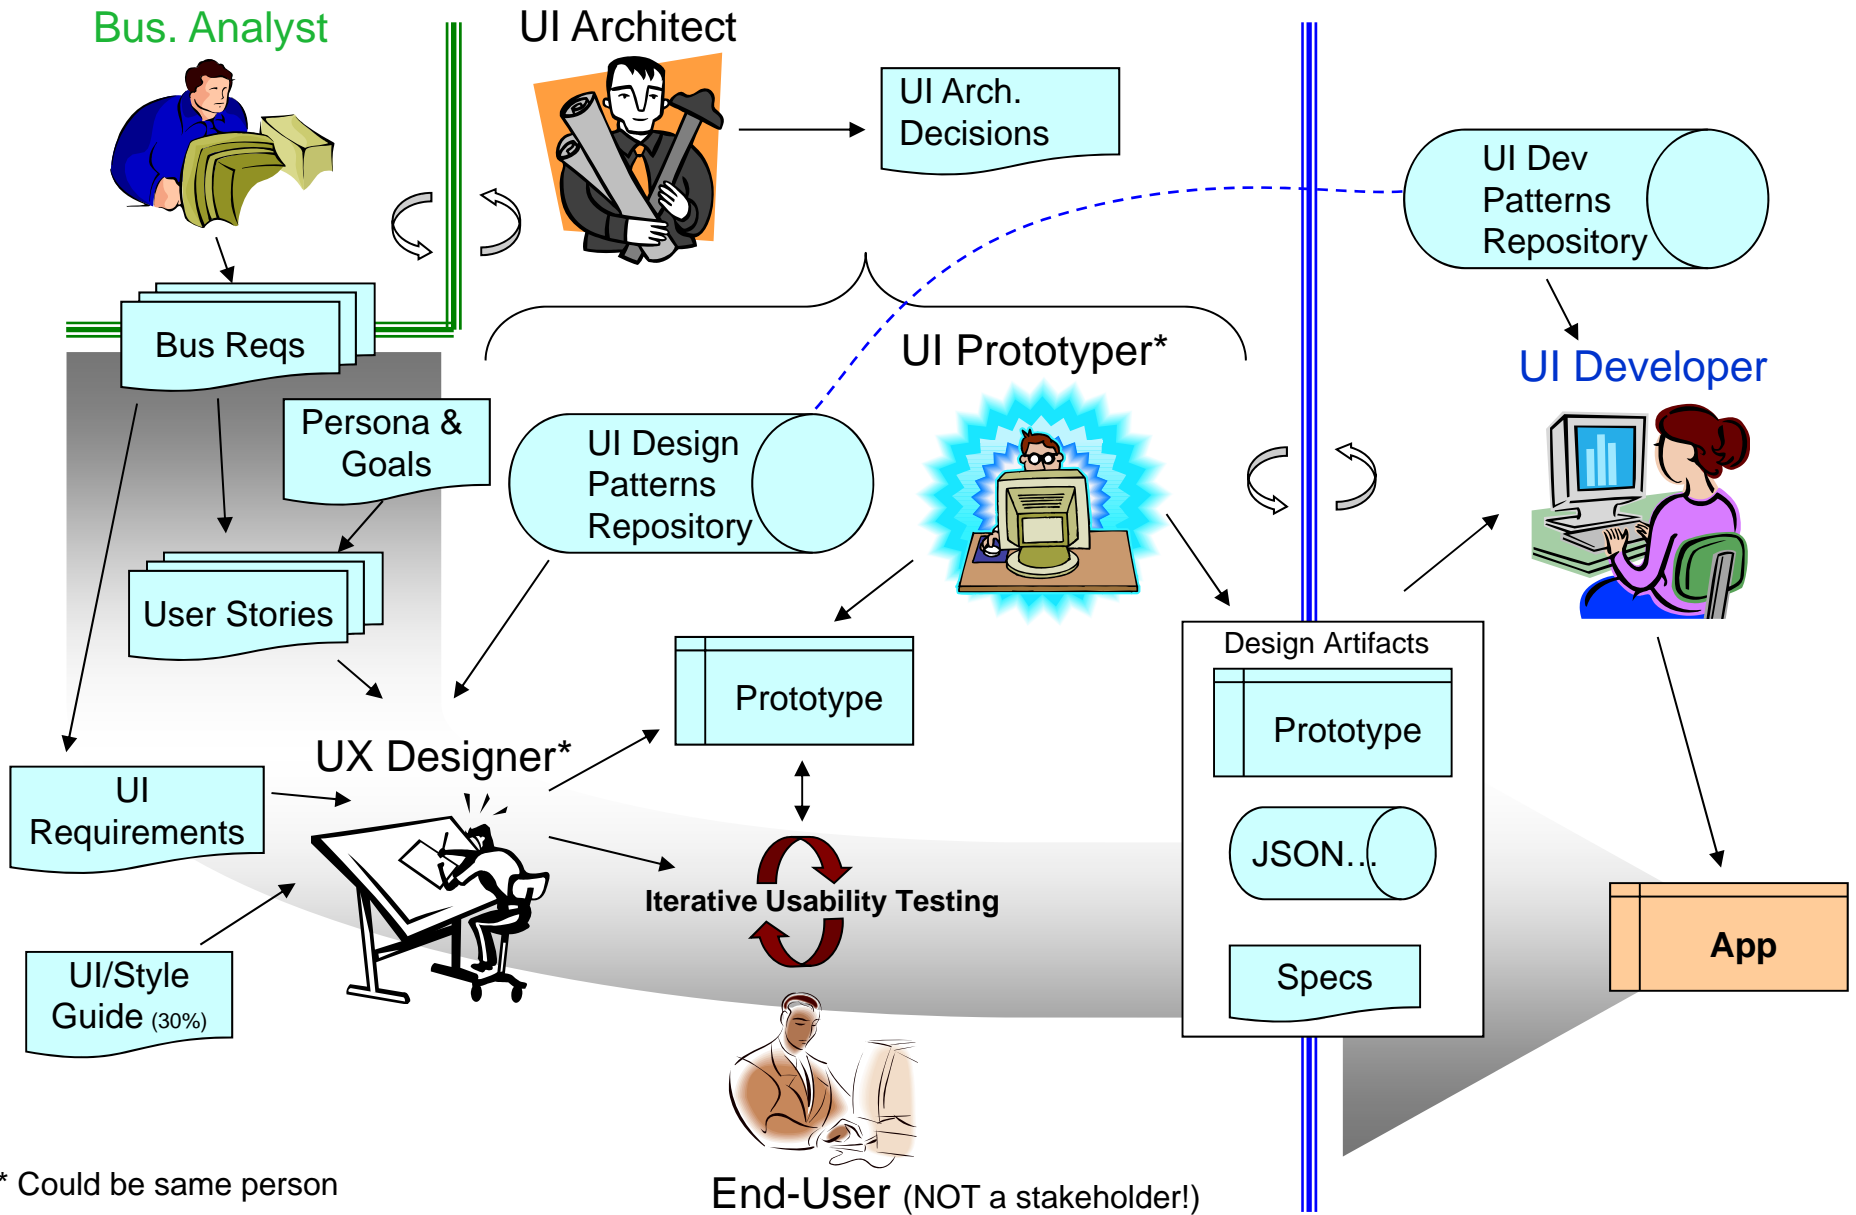 Bus. Analyst
UI Architect
UI Arch.
Decisions
UI Dev
Patterns
Repository
Bus Reqs
UI Prototyper*
UI Developer
Persona &
Goals
UI Design
Patterns
Repository
User Stories
Design Artifacts
Prototype
Prototype
UX Designer*
UI
Requirements
JSON...
Iterative Usability Testing
App
UI/Style
Guide (30%)
Specs
* Could be same person
End-User (NOT a stakeholder!)